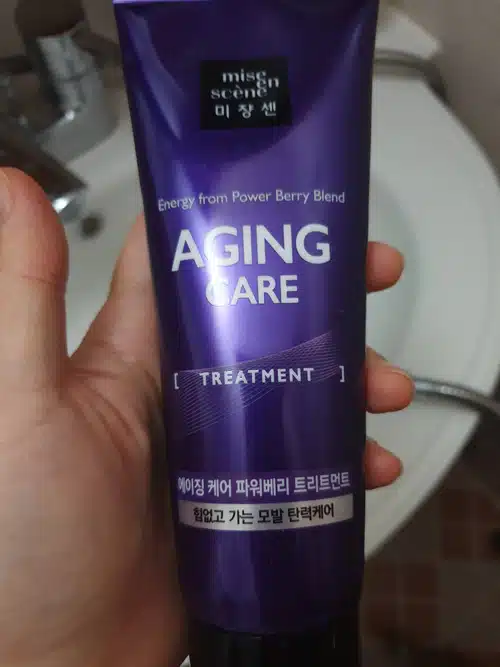 mise
en
scène
미쟝센
Energy from Power Berry Blend
AGING
CARE
[ TREATMENT ]
에이징 케어 파워베리 트리트먼트
힘없고 가는 모발 탄력케어